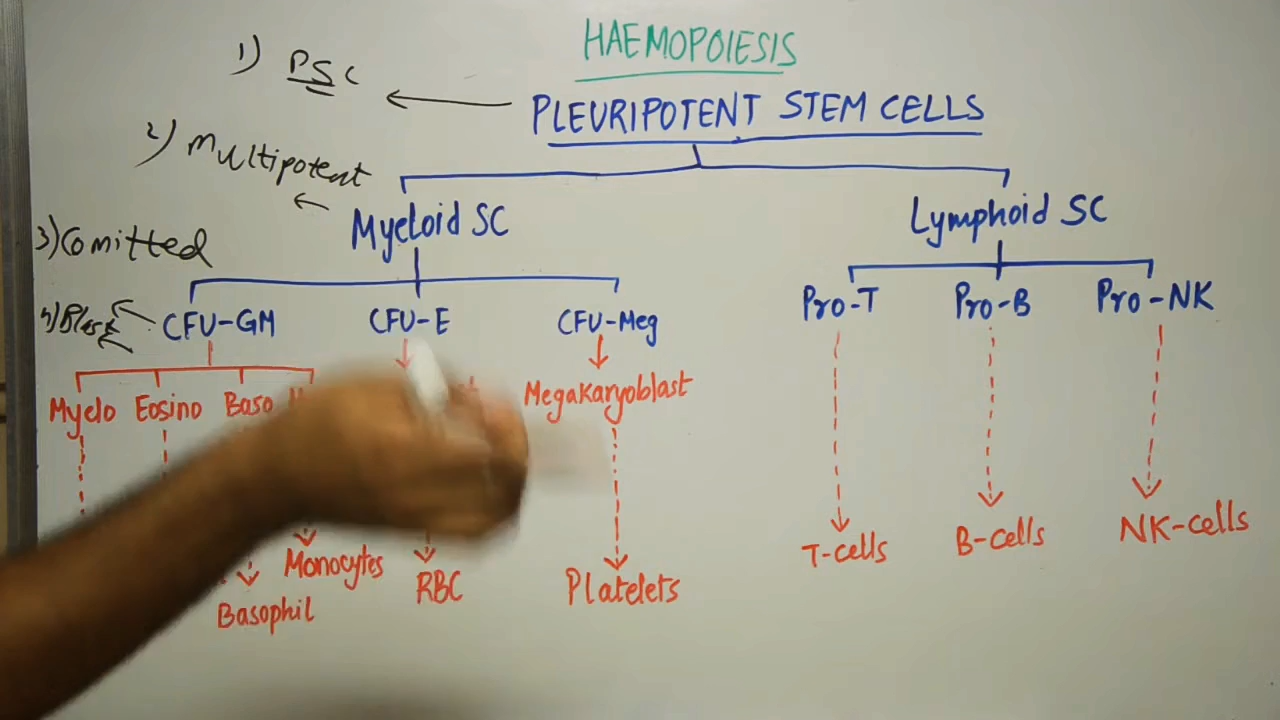 HAEMOPOIESIS
1) PSC
PLEURIPOTENT STEM CELLS
2) Multipotent
Myeloid SC
Lymphoid SC
3) Comitted
4) Blast
CFU-GM
CFU-E
CFU-Meg
Pro-T
Pro-B
Pro-NK
Myelo
Eosino
Baso
Megakaryoblast
Monocytes
Basophil
RBC
Platelets
T-cells
B-cells
NK-cells